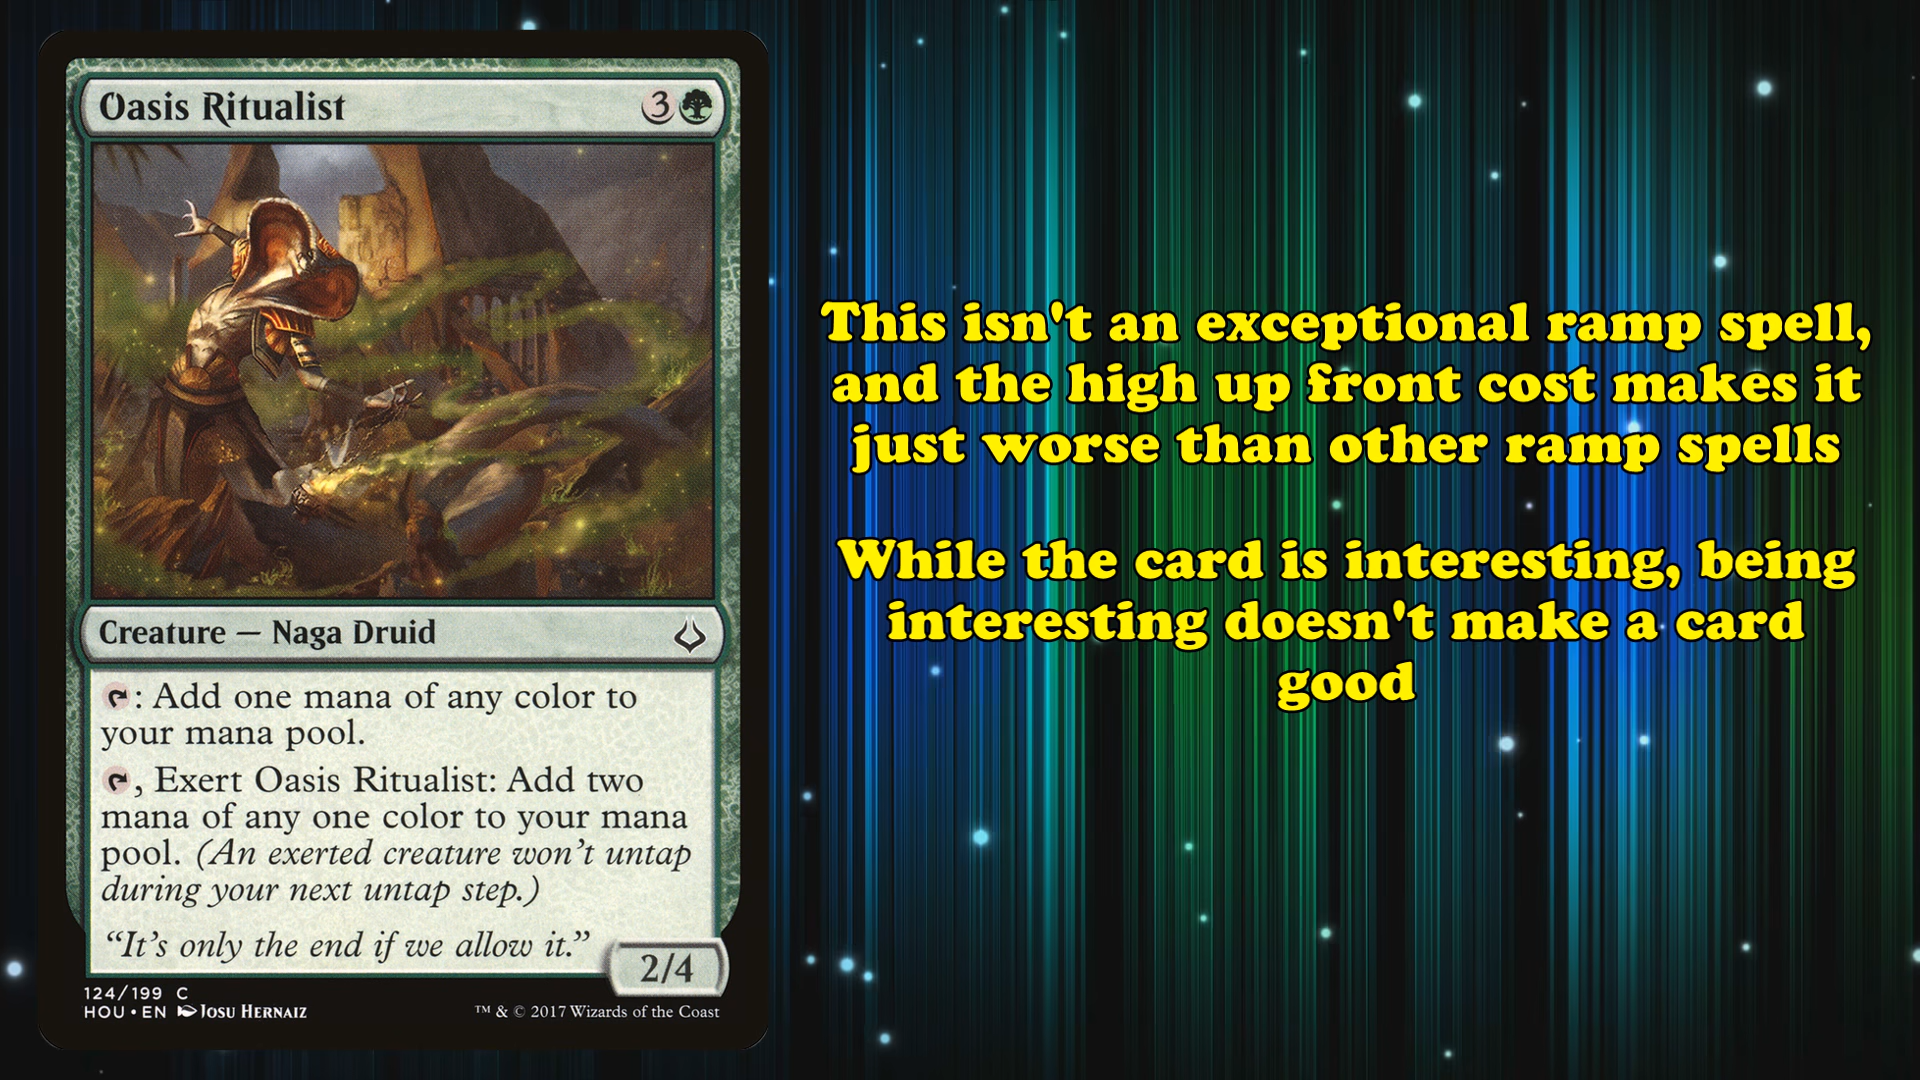 Oasis Ritualist
3
Creature — Naga Druid
: Add one mana of any color to
your mana pool.
, Exert Oasis Ritualist: Add two
mana of any one color to your mana
pool. (An exerted creature won't untap
during your next untap step.)
"It's only the end if we allow it."
2/4
124/199 C
HOU • EN Josu Hernaiz
™ & © 2017 Wizards of the Coast
This isn't an exceptional ramp spell,
and the high up front cost makes it
just worse than other ramp spells
While the card is interesting, being
interesting doesn't make a card
good